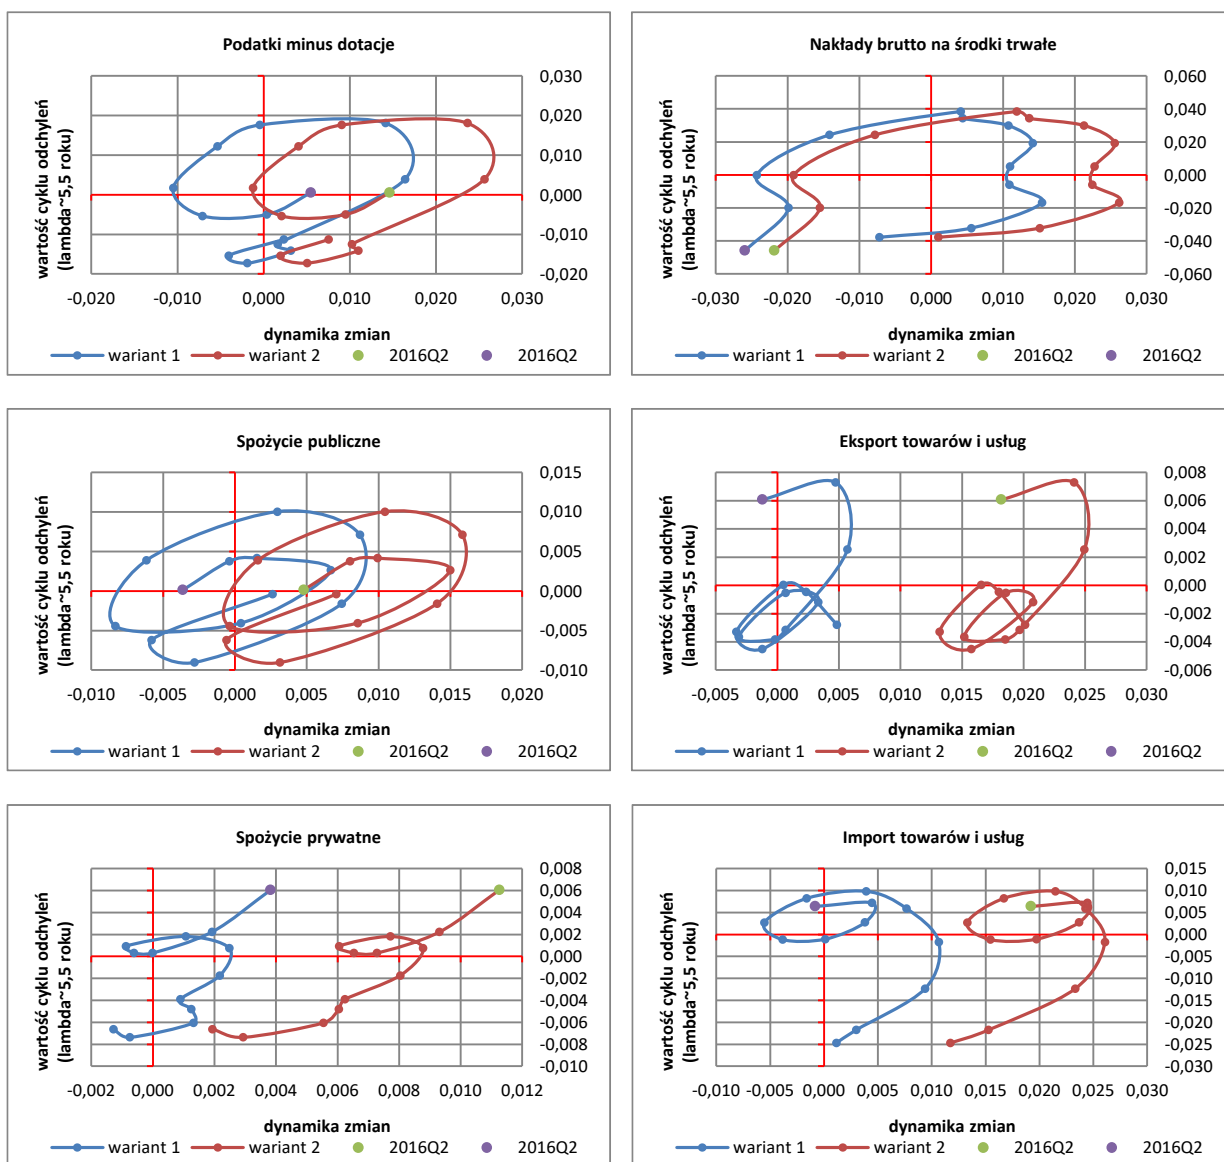 Podatki minus dotacje
wartość cyklu odchyleń
(lambda~5,5 roku)
0,030
0,020
0,010
0,000
-0,010
-0,020
-0,020 -0,010 0,000 0,010 0,020 0,030
dynamika zmian
wariant 1 wariant 2 2016Q2 2016Q2
Nakłady brutto na środki trwałe
wartość cyklu odchyleń
(lambda~5,5 roku)
0,060
0,040
0,020
0,000
-0,020
-0,040
-0,060
-0,030 -0,020 -0,010 0,000 0,010 0,020 0,030
dynamika zmian
wariant 1 wariant 2 2016Q2 2016Q2
Spożycie publiczne
wartość cyklu odchyleń
(lambda~5,5 roku)
0,015
0,010
0,005
0,000
-0,005
-0,010
-0,010 -0,005 0,000 0,005 0,010 0,015 0,020
dynamika zmian
wariant 1 wariant 2 2016Q2 2016Q2
Eksport towarów i usług
wartość cyklu odchyleń
(lambda~5,5 roku)
0,008
0,006
0,004
0,002
0,000
-0,002
-0,004
-0,006
-0,005 0,000 0,005 0,010 0,015 0,020 0,025 0,030
dynamika zmian
wariant 1 wariant 2 2016Q2 2016Q2
Spożycie prywatne
wartość cyklu odchyleń
(lambda~5,5 roku)
0,008
0,006
0,004
0,002
0,000
-0,002
-0,004
-0,006
-0,008
-0,010
-0,002 0,000 0,002 0,004 0,006 0,008 0,010 0,012
dynamika zmian
wariant 1 wariant 2 2016Q2 2016Q2
Import towarów i usług
wartość cyklu odchyleń
(lambda~5,5 roku)
0,015
0,010
0,005
0,000
-0,005
-0,010
-0,015
-0,020
-0,025
-0,030
-0,010 -0,005 0,000 0,005 0,010 0,015 0,020 0,025 0,030
dynamika zmian
wariant 1 wariant 2 2016Q2 2016Q2